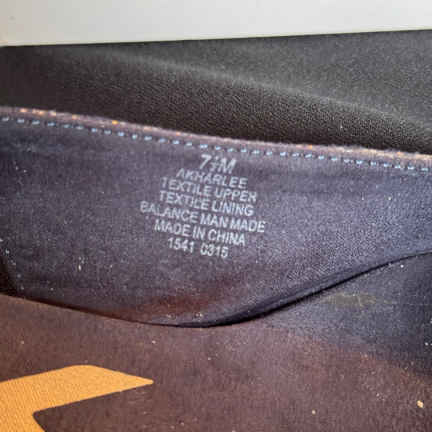 7½M
AKHARLEE
TEXTILE UPPER
TEXTILE LINING
BALANCE MAN MADE
MADE IN CHINA
1541 0315